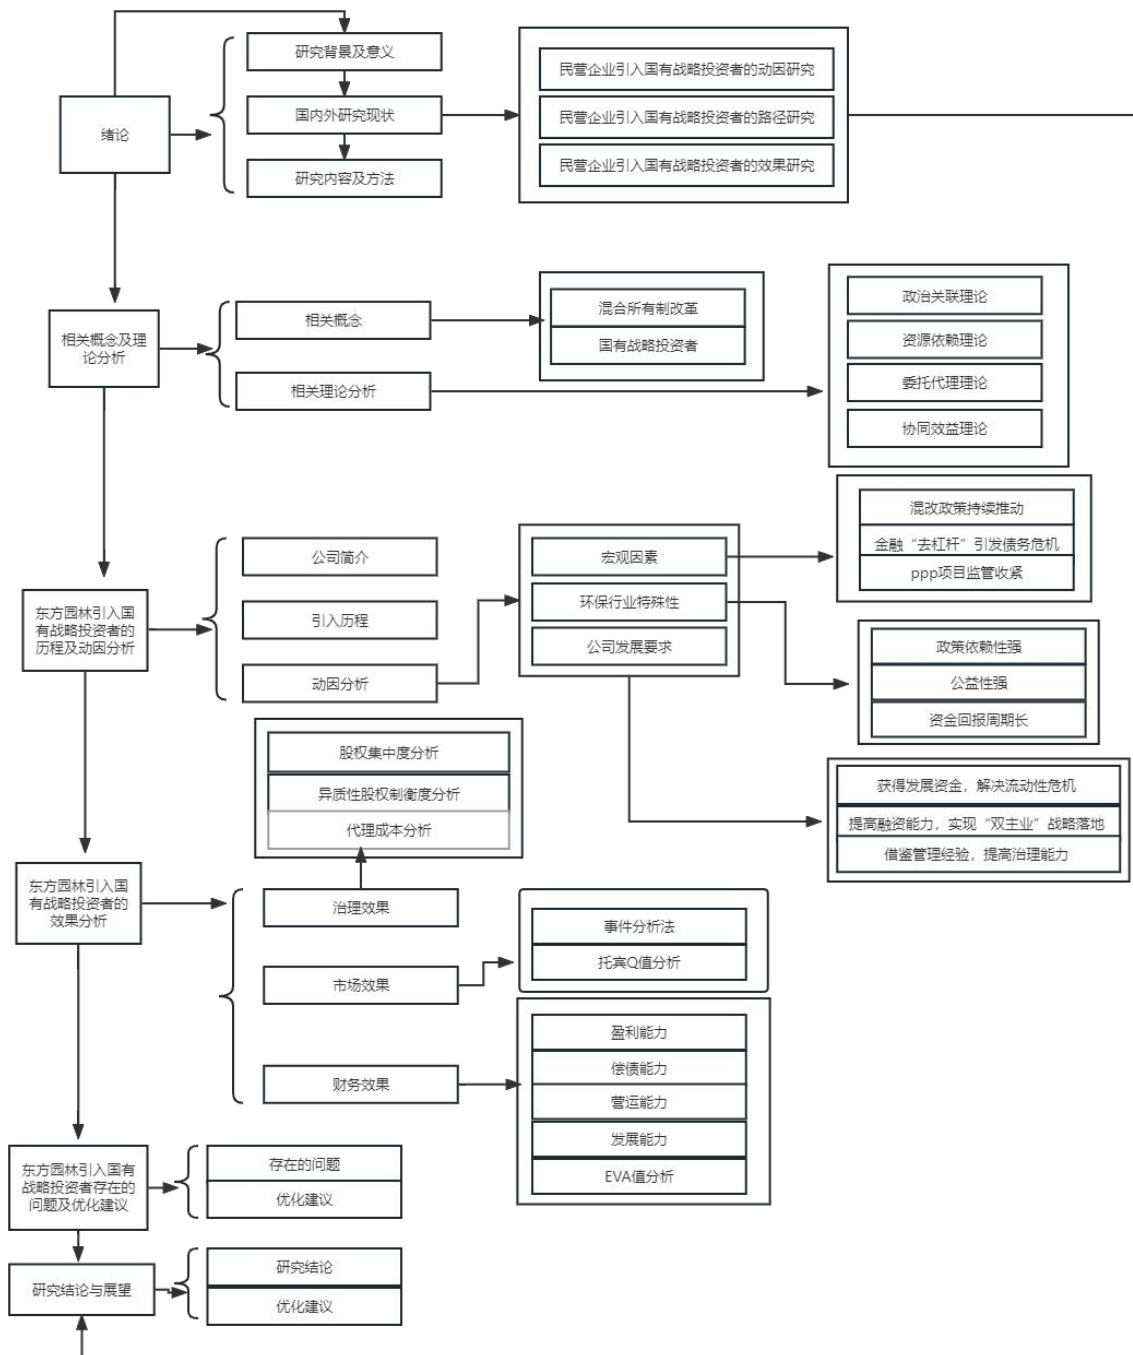 研究背景及意义
绪论
国内外研究现状
研究内容及方法
民营企业引入国有战略投资者的动因研究
民营企业引入国有战略投资者的路径研究
民营企业引入国有战略投资者的效果研究
相关概念及理
论分析
相关概念
相关理论分析
混合所有制改革
国有战略投资者
政治关联理论
资源依赖理论
委托代理理论
协同效益理论
东方园林引入国
有战略投资者的
历程及动因分析
公司简介
引入历程
动因分析
宏观因素
环保行业特殊性
公司发展要求
混改政策持续推动
金融“去杠杆”引发债务危机
ppp项目监管收紧
政策依赖性强
公益性强
资金回报周期长
获得发展资金，解决流动性危机
提高融资能力，实现“双主业”战略落地
借鉴管理经验，提高治理能力
东方园林引入国
有战略投资者的
效果分析
股权集中度分析
异质性股权制衡度分析
代理成本分析
治理效果
市场效果
财务效果
事件分析法
托宾Q值分析
盈利能力
偿债能力
营运能力
发展能力
EVA值分析
东方园林引入国有
战略投资者存在的
问题及优化建议
存在的问题
优化建议
研究结论与展望
研究结论
优化建议